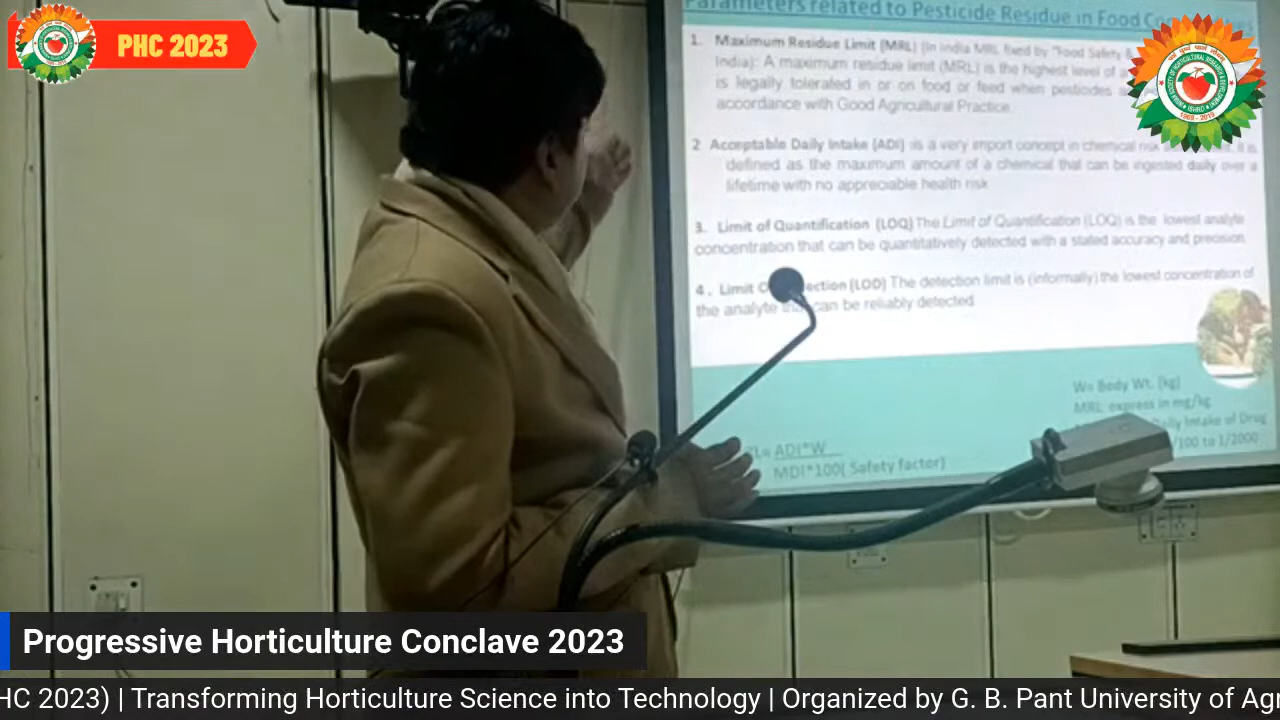 PHC 2023
Parameters related to Pesticide Residue in Food
1. Maximum Residue Limit (MRL) (In India MRL fixed by "Food Safety &
India): A maximum residue limit (MRL) is the highest level of
is legally tolerated in or on food or feed when pesticides
accordance with Good Agricultural Practice.
2 Acceptable Daily Intake (ADI) is a very import concept in chemical risk
defined as the maximum amount of a chemical that can be ingested daily over a
lifetime with no appreciable health risk
3. Limit of Quantification (LOQ) The Limit of Quantification (LOQ) is the lowest analyte
concentration that can be quantitatively detected with a stated accuracy and precision
4. Limit ection (LOD) The detection limit is (informally) the lowest concentration of
the analyte can be reliably detected
W= Body Wt. (kg)
MRL: express in mg/kg
Daily Intake of Drug
/100 to 1/2000
= ADI*W
MDI*100( Safety factor)
1969 - 2019
Progressive Horticulture Conclave 2023
HC 2023) | Transforming Horticulture Science into Technology | Organized by G. B. Pant University of Agr